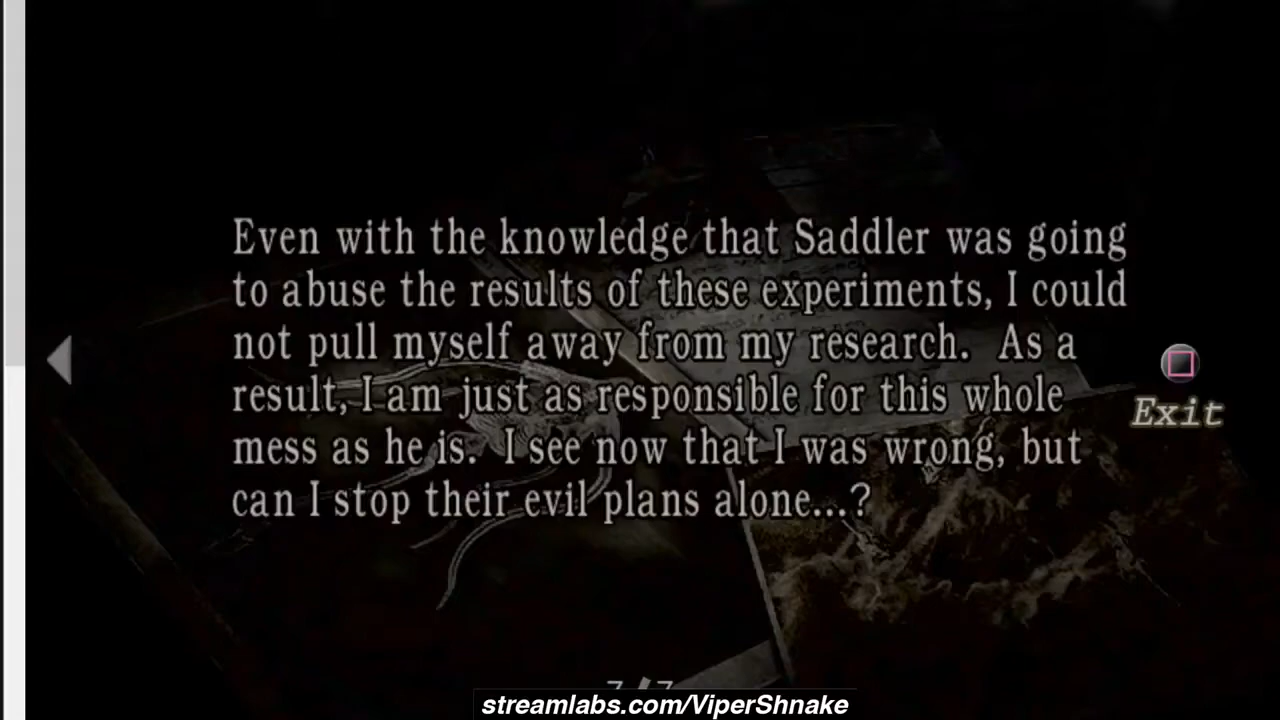 Even with the knowledge that Saddler was going
to abuse the results of these experiments, I could
not pull myself away from my research.  As a
result, I am just as responsible for this whole
mess as he is.  I see now that I was wrong, but
can I stop their evil plans alone...?
Exit
7/7
streamlabs.com/ViperShnake